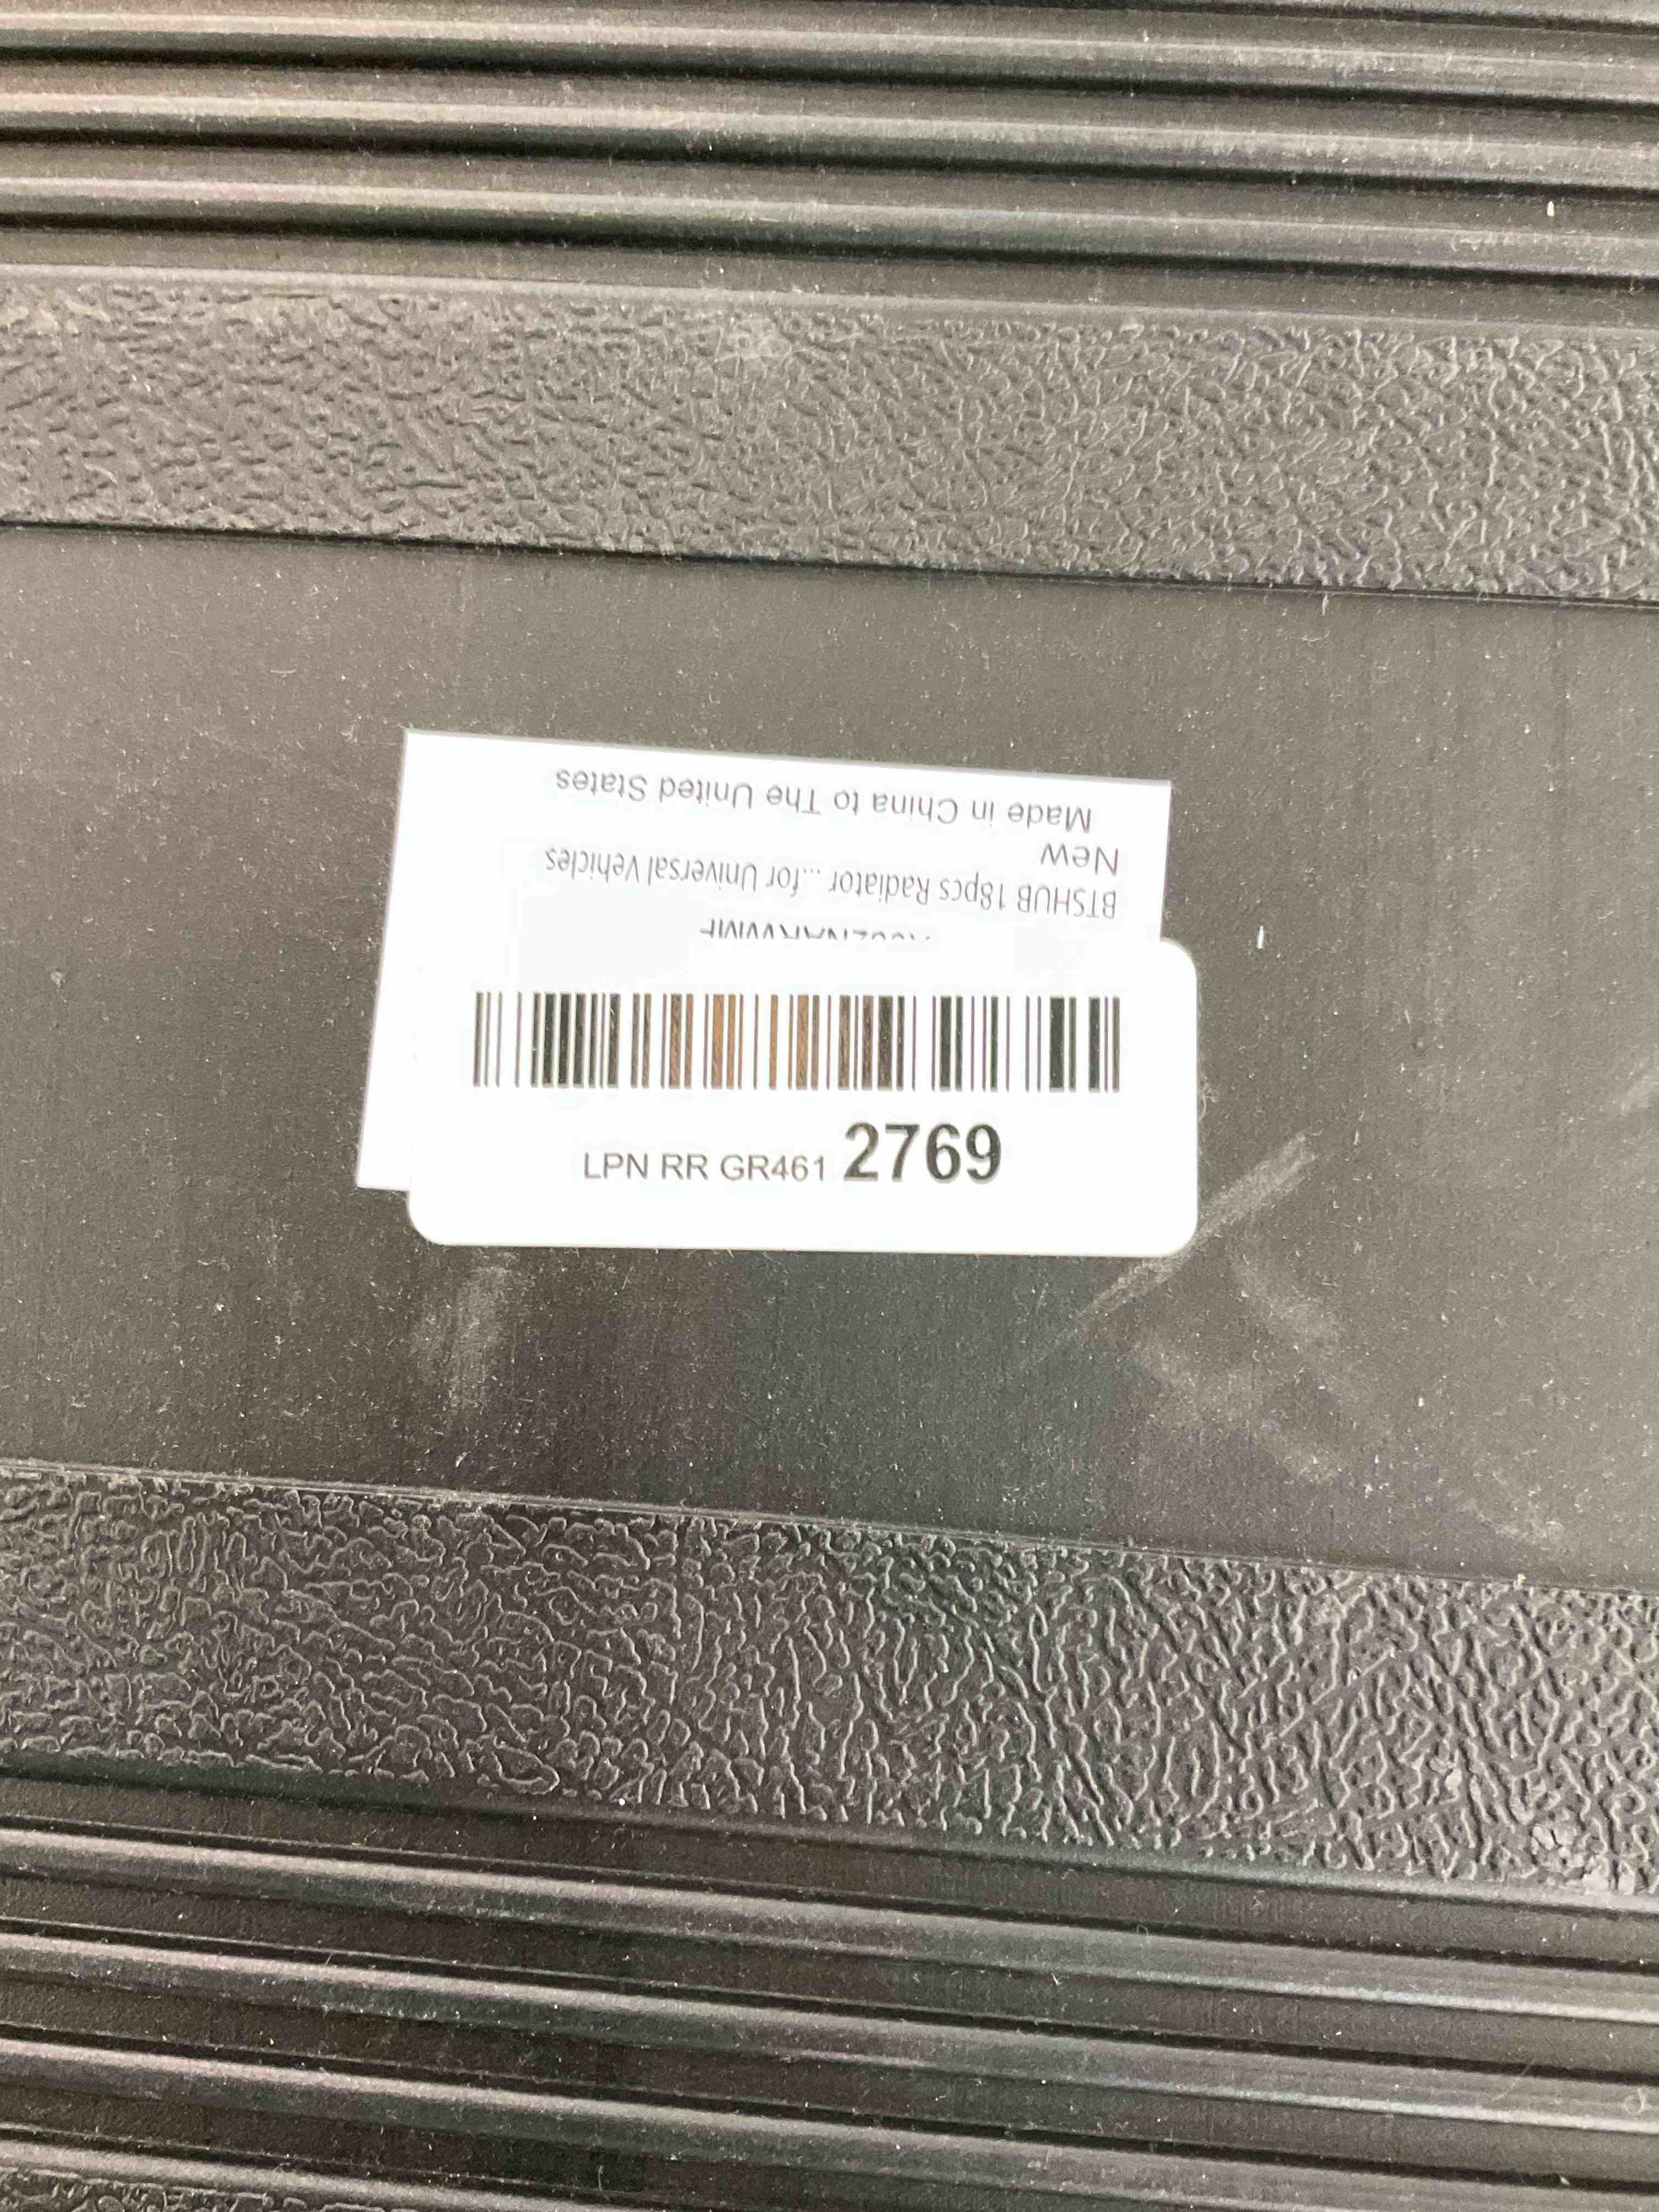 BTSHUB 18pcs Radiator ...for Universal Vehicles
New
Made in China to The United States
LPN RR GR461 2769